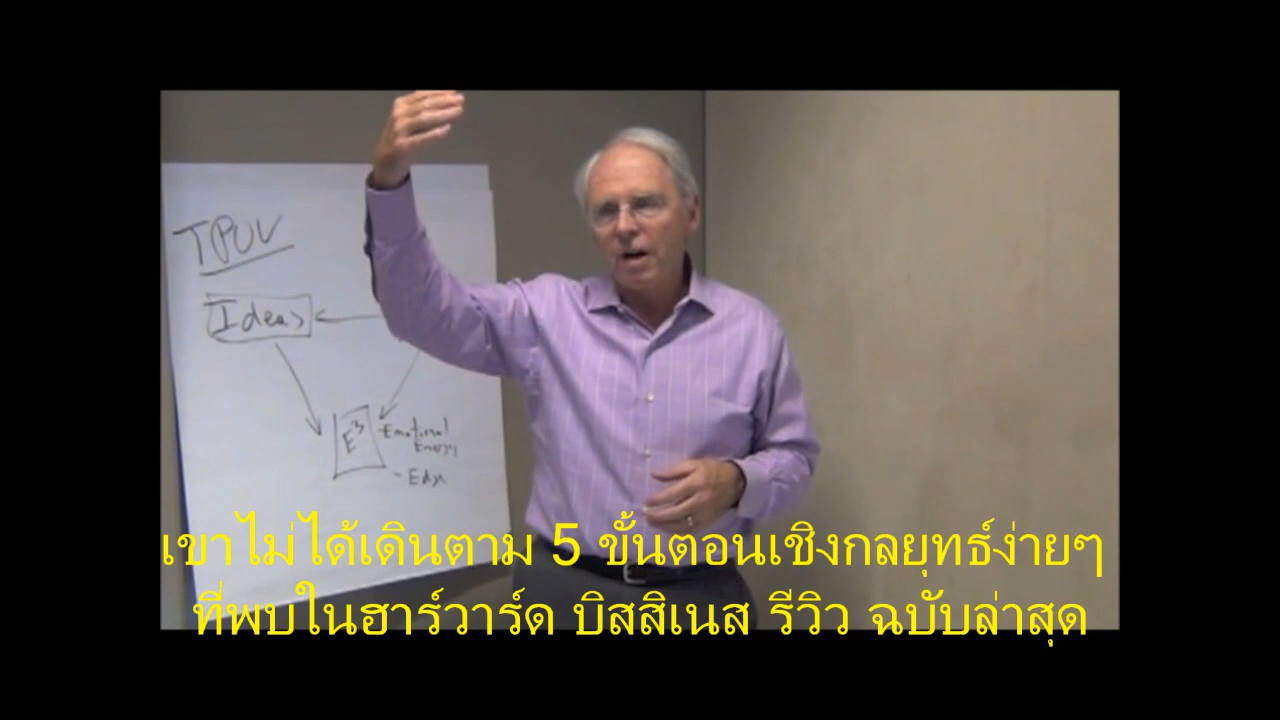 TPOV
Ideas
E³
- Emotional
Energy
- Edge
เขาไม่ได้เดินตาม 5 ขั้นตอนเชิงกลยุทธ์ง่ายๆ
ที่พบในฮาร์วาร์ด บิสสิเนส รีวิว ฉบับล่าสุด